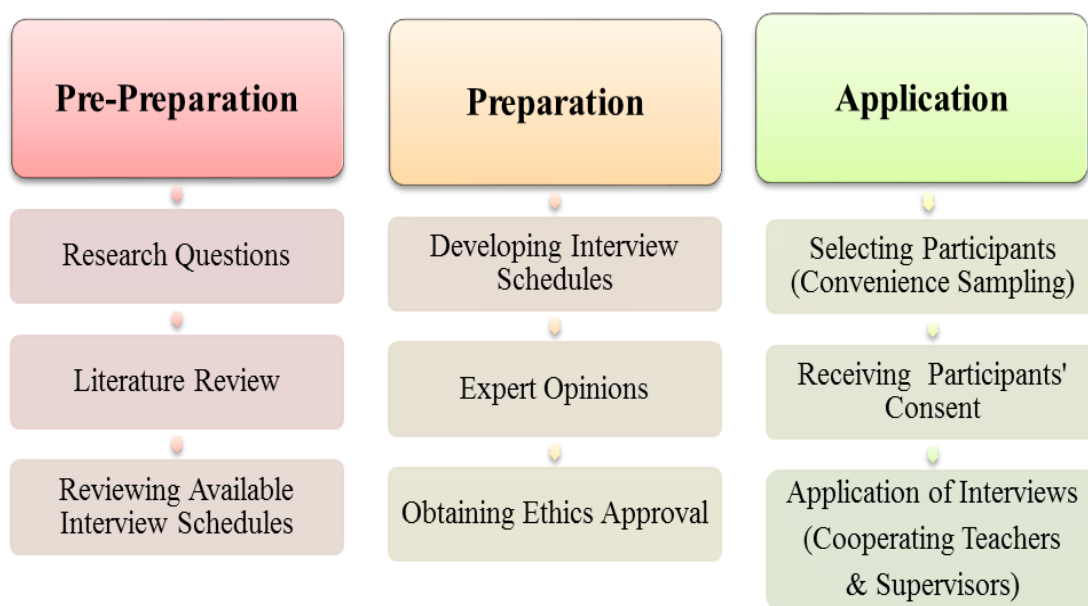 Pre-Preparation
Research Questions
Literature Review
Reviewing Available
Interview Schedules
Preparation
Developing Interview
Schedules
Expert Opinions
Obtaining Ethics Approval
Application
Selecting Participants
(Convenience Sampling)
Receiving Participants'
Consent
Application of Interviews
(Cooperating Teachers
& Supervisors)